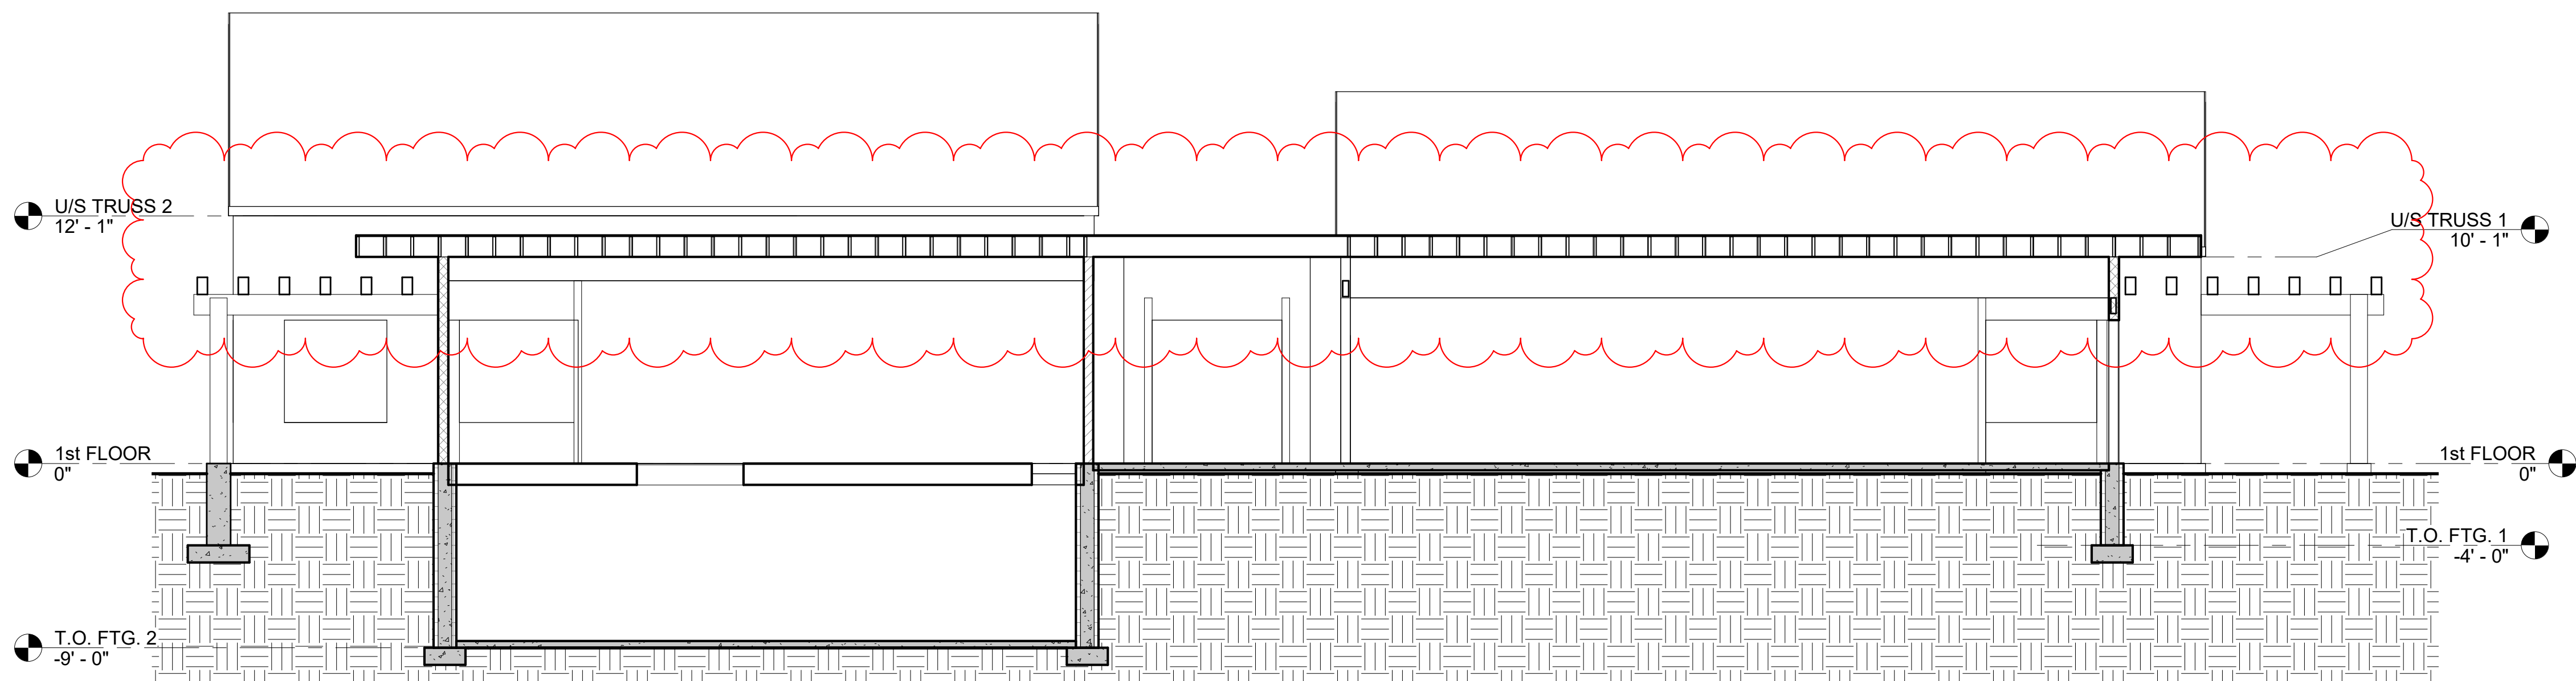 U/S TRUSS 2
12' - 1"
U/S TRUSS 1
10' - 1"
1st FLOOR
0"
1st FLOOR
0"
T.O. FTG. 1
-4' - 0"
T.O. FTG. 2
-9' - 0"